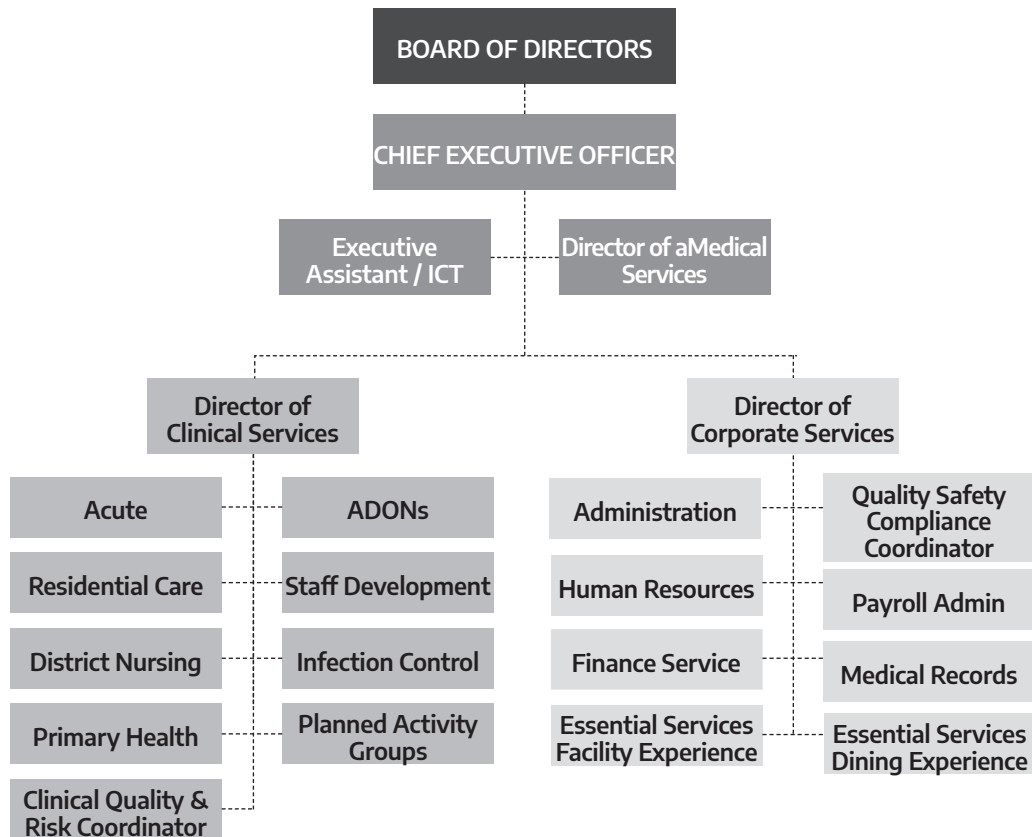 BOARD OF DIRECTORS
CHIEF EXECUTIVE OFFICER
Executive
Assistant / ICT
Director of aMedical
Services
Director of
Clinical Services
Director of
Corporate Services
Acute
ADONs
Residential Care
Staff Development
District Nursing
Infection Control
Primary Health
Planned Activity
Groups
Clinical Quality &
Risk Coordinator
Administration
Quality Safety
Compliance
Coordinator
Human Resources
Payroll Admin
Finance Service
Medical Records
Essential Services
Facility Experience
Essential Services
Dining Experience